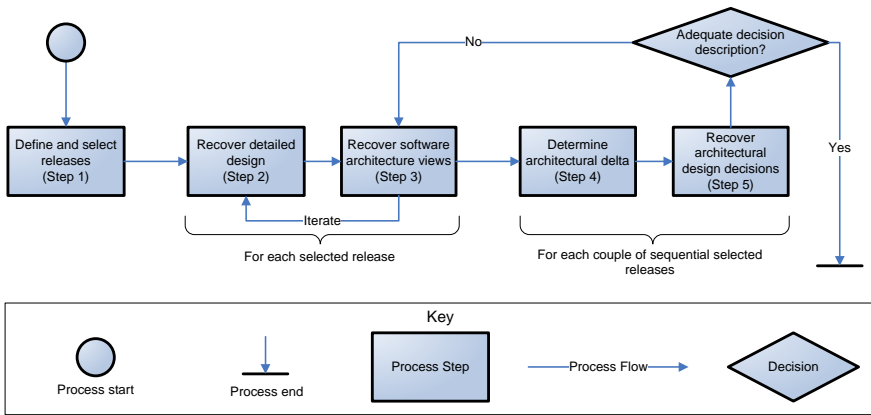 Adequate decision
description?
No
Define and select
releases
(Step 1)
Recover detailed
design
(Step 2)
Recover software
architecture views
(Step 3)
Determine
architectural delta
(Step 4)
Recover
architectural
design decisions
(Step 5)
Yes
Iterate
For each selected release
For each couple of sequential selected
releases
Key
Process start
Process end
Process Step
Process Flow
Decision